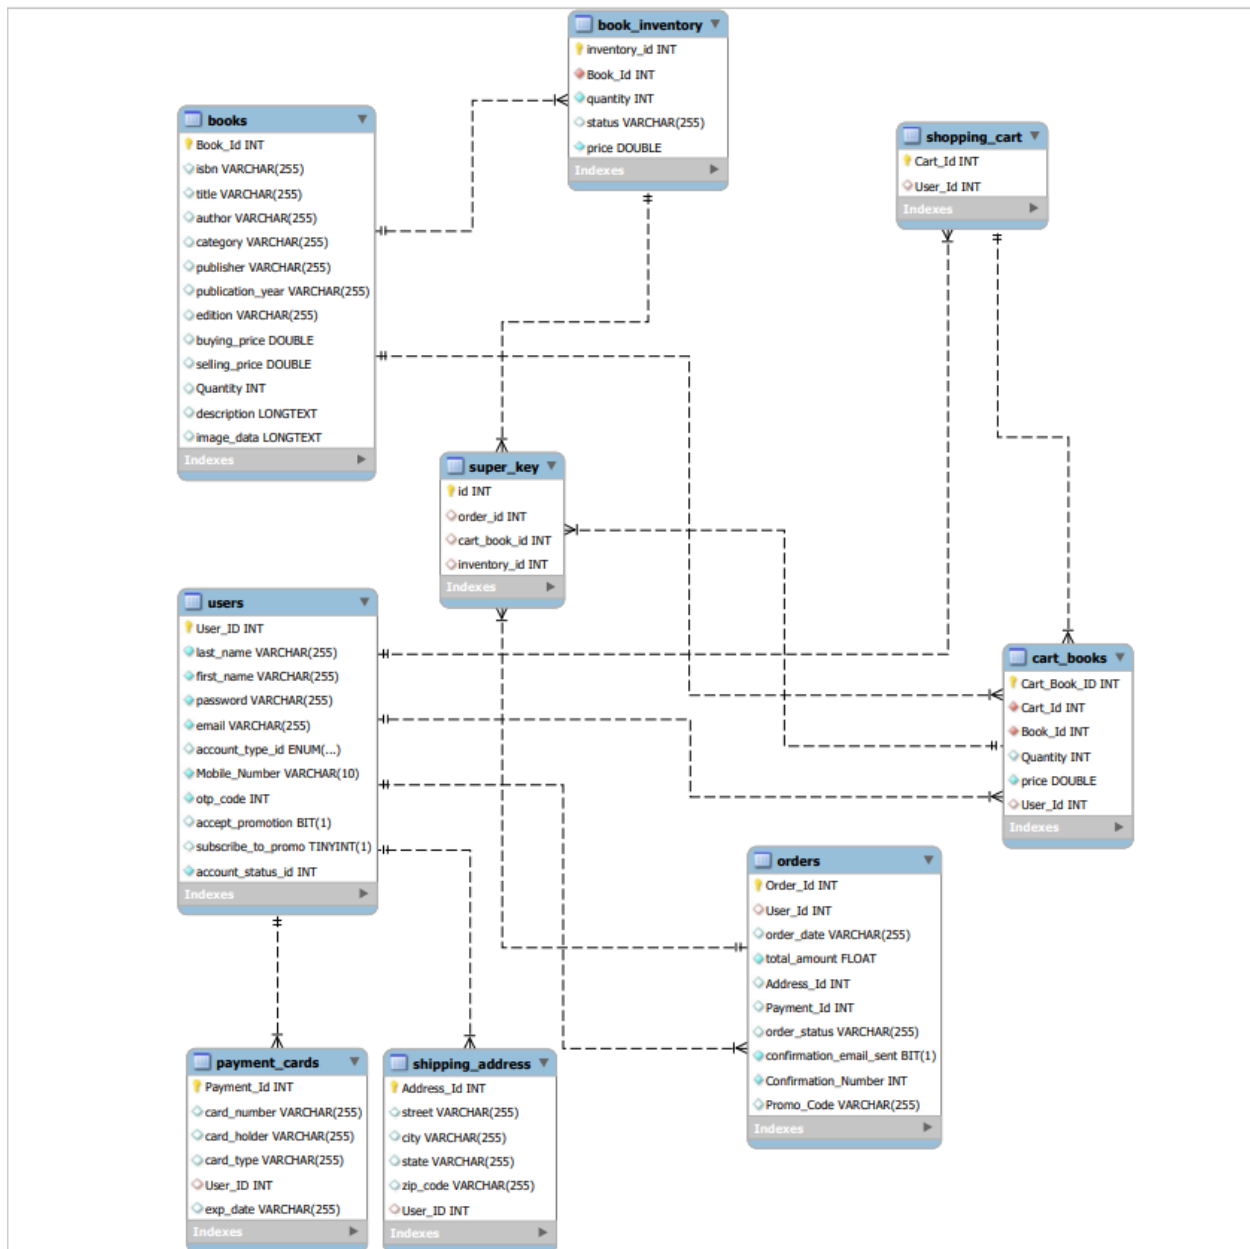 book_inventory
inventory_id INT
Book_Id INT
quantity INT
status VARCHAR(255)
price DOUBLE
Indexes
books
Book_Id INT
isbn VARCHAR(255)
title VARCHAR(255)
author VARCHAR(255)
category VARCHAR(255)
publisher VARCHAR(255)
publication_year VARCHAR(255)
edition VARCHAR(255)
buying_price DOUBLE
selling_price DOUBLE
Quantity INT
description LONGTEXT
image_data LONGTEXT
Indexes
shopping_cart
Cart_Id INT
User_Id INT
Indexes
super_key
id INT
order_id INT
cart_book_id INT
inventory_id INT
Indexes
users
User_ID INT
last_name VARCHAR(255)
first_name VARCHAR(255)
password VARCHAR(255)
email VARCHAR(255)
account_type_id ENUM(...)
Mobile_Number VARCHAR(10)
otp_code INT
accept_promotion BIT(1)
subscribe_to_promo TINYINT(1)
account_status_id INT
Indexes
cart_books
Cart_Book_ID INT
Cart_Id INT
Book_Id INT
Quantity INT
price DOUBLE
User_Id INT
Indexes
orders
Order_Id INT
User_Id INT
order_date VARCHAR(255)
total_amount FLOAT
Address_Id INT
Payment_Id INT
order_status VARCHAR(255)
confirmation_email_sent BIT(1)
Confirmation_Number INT
Promo_Code VARCHAR(255)
Indexes
payment_cards
Payment_Id INT
card_number VARCHAR(255)
card_holder VARCHAR(255)
card_type VARCHAR(255)
User_ID INT
exp_date VARCHAR(255)
Indexes
shipping_address
Address_Id INT
street VARCHAR(255)
city VARCHAR(255)
state VARCHAR(255)
zip_code VARCHAR(255)
User_ID INT
Indexes